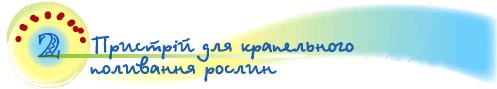 2
Пристрій для крапельного
поливання рослин